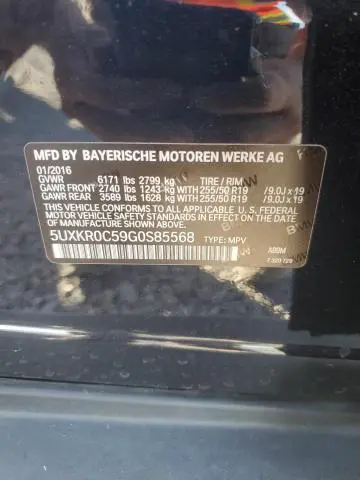 MFD BY BAYERISCHE MOTOREN WERKE AG
01/2016
GVWR 6171 lbs 2799 kg TIRE / RIM
GAWR FRONT 2740 lbs 1243 kg WITH 255/50 R19 / 9.0J x 19
GAWR REAR 3589 lbs 1628 kg WITH 255/50 R19 / 9.0J x 19
THIS VEHICLE CONFORMS TO ALL APPLICABLE U.S. FEDERAL
MOTOR VEHICLE SAFETY STANDARDS IN EFFECT ON THE DATE
OF MANUFACTURE SHOWN ABOVE.
5UXKR0C59G0S85568 TYPE: MPV
7 320 729